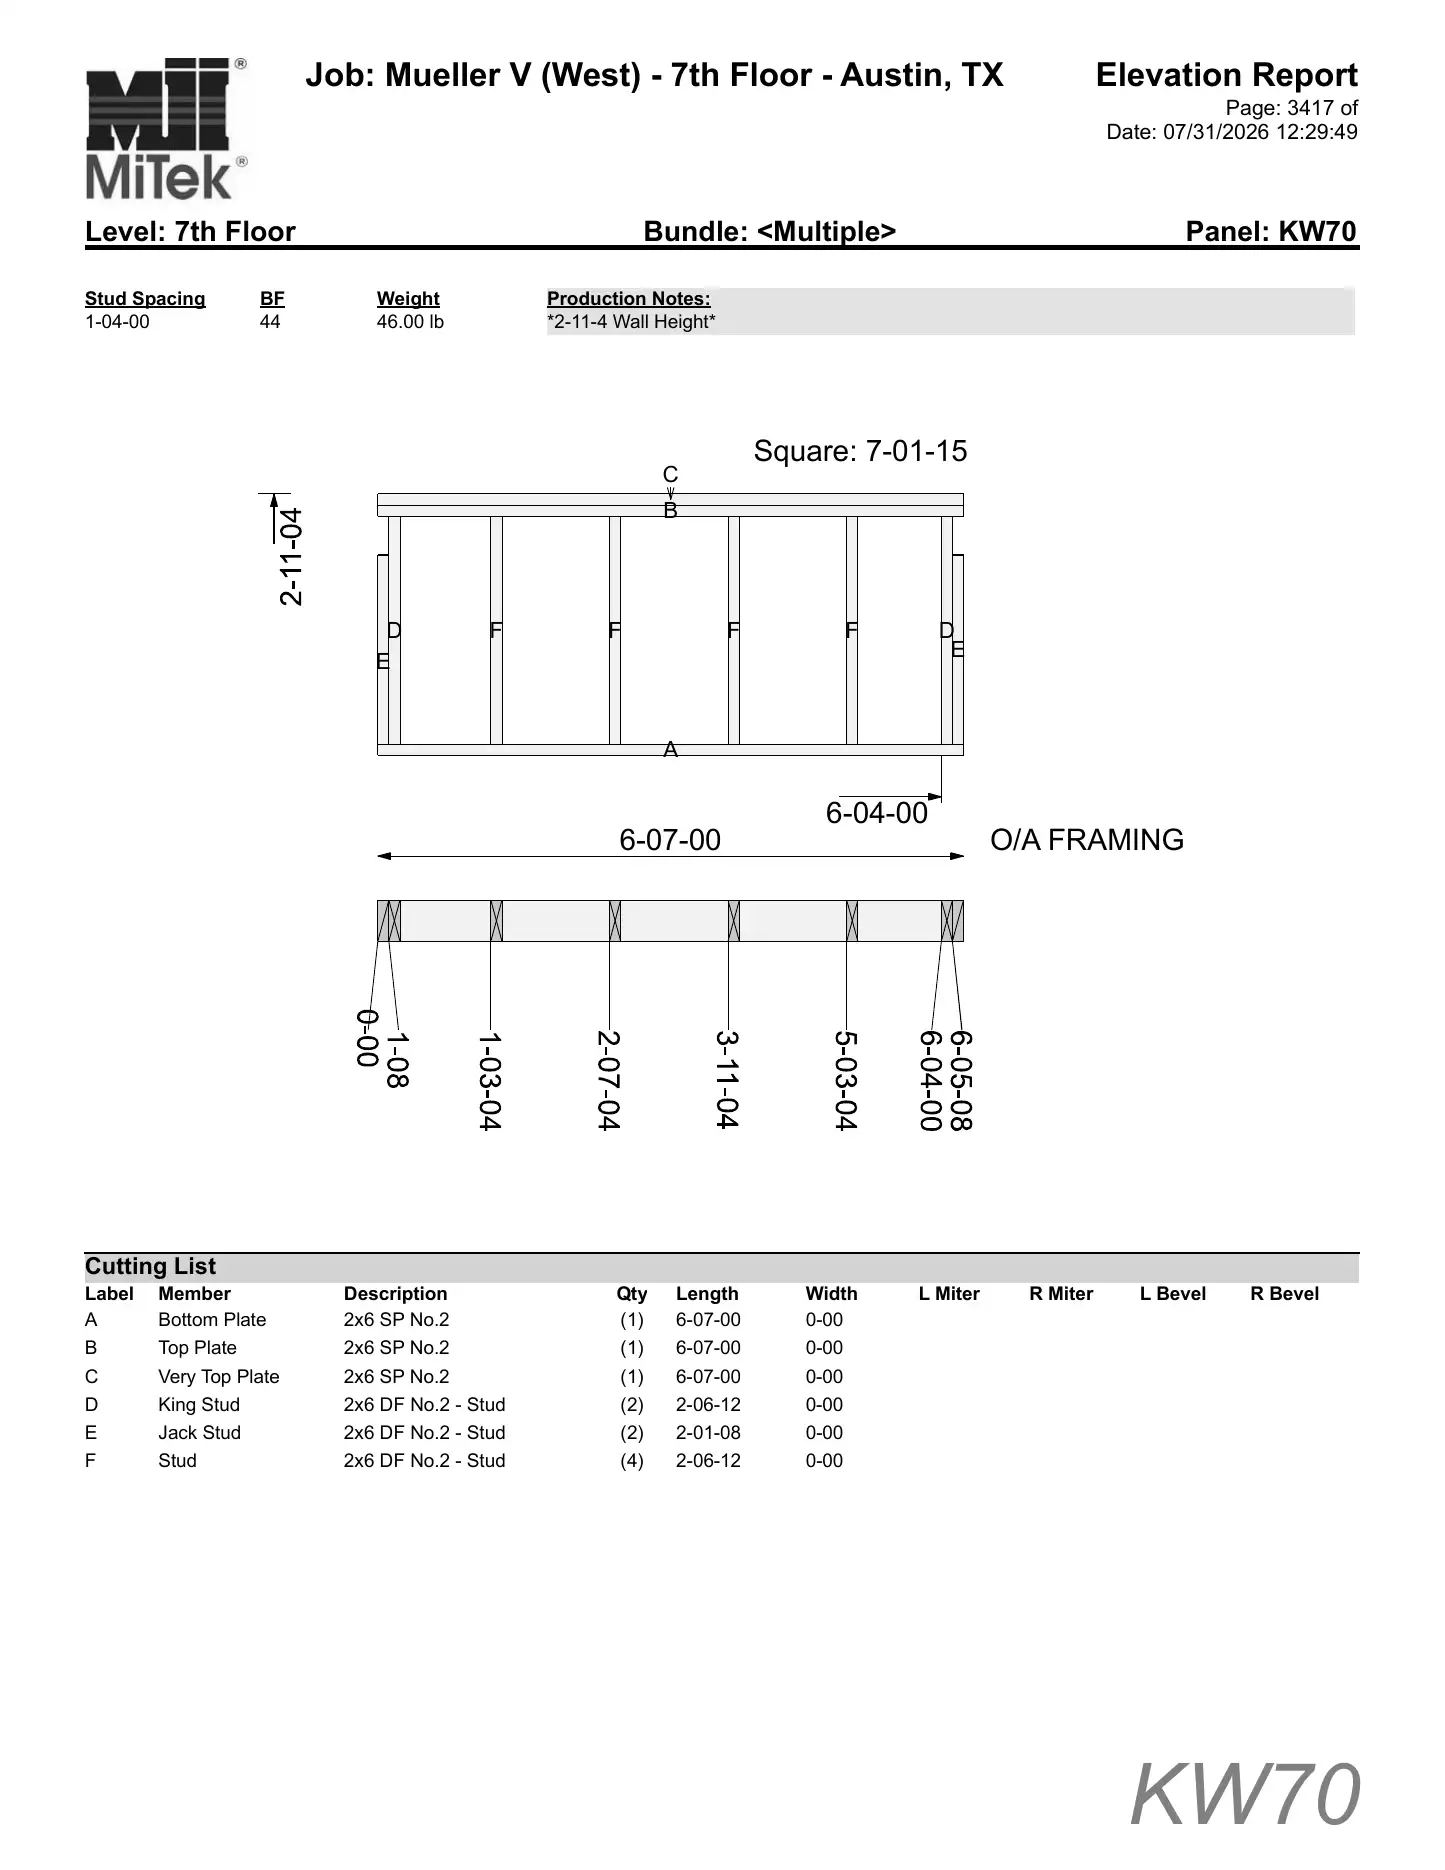 Job: Mueller V (West) - 7th Floor - Austin, TX
Elevation Report
Page: 3417 of
Date: 07/31/2026 12:29:49
MiTek®
Level: 7th Floor Bundle: <Multiple> Panel: KW70
Stud Spacing BF Weight Production Notes:
1-04-00 44 46.00 lb *2-11-4 Wall Height*
Square: 7-01-15
C
B
2-11-04
D F F F F D
E E
A
6-04-00
6-07-00 O/A FRAMING
0-00 1-08 1-03-04 2-07-04 3-11-04 5-03-04 6-04-00 6-05-08
Cutting List
Label Member Description Qty Length Width L Miter R Miter L Bevel R Bevel
A Bottom Plate 2x6 SP No.2 (1) 6-07-00 0-00
B Top Plate 2x6 SP No.2 (1) 6-07-00 0-00
C Very Top Plate 2x6 SP No.2 (1) 6-07-00 0-00
D King Stud 2x6 DF No.2 - Stud (2) 2-06-12 0-00
E Jack Stud 2x6 DF No.2 - Stud (2) 2-01-08 0-00
F Stud 2x6 DF No.2 - Stud (4) 2-06-12 0-00
KW70